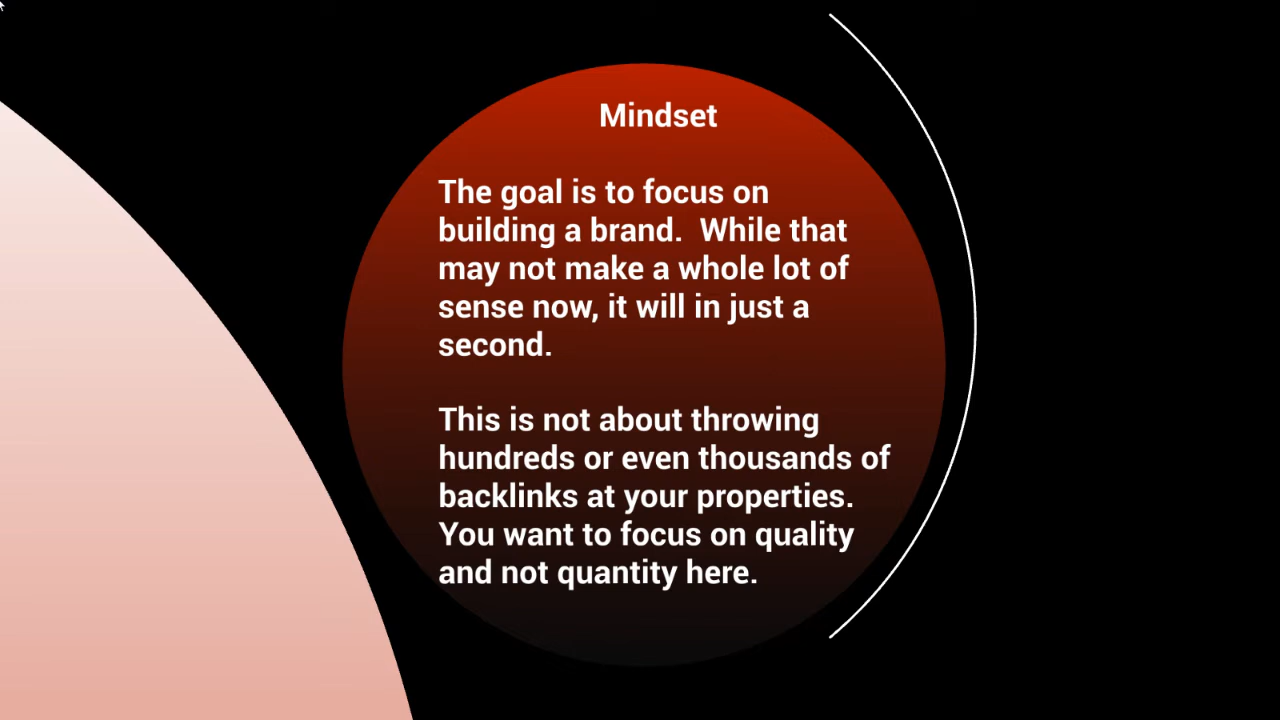 Mindset
The goal is to focus on
building a brand.  While that
may not make a whole lot of
sense now, it will in just a
second.
This is not about throwing
hundreds or even thousands of
backlinks at your properties.
You want to focus on quality
and not quantity here.